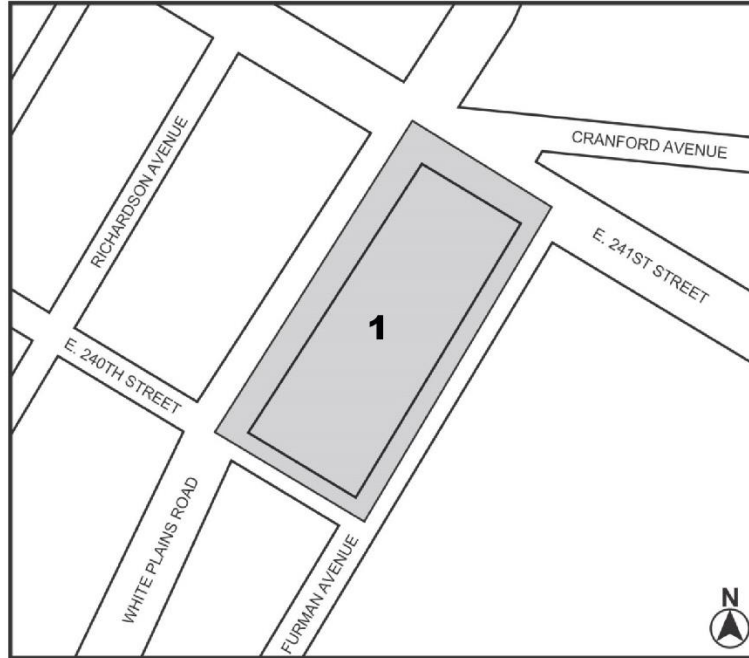 CRANFORD AVENUE
RICHARDSON AVENUE
E. 241ST STREET
1
E. 240TH STREET
WHITE PLAINS ROAD
FURMAN AVENUE
N